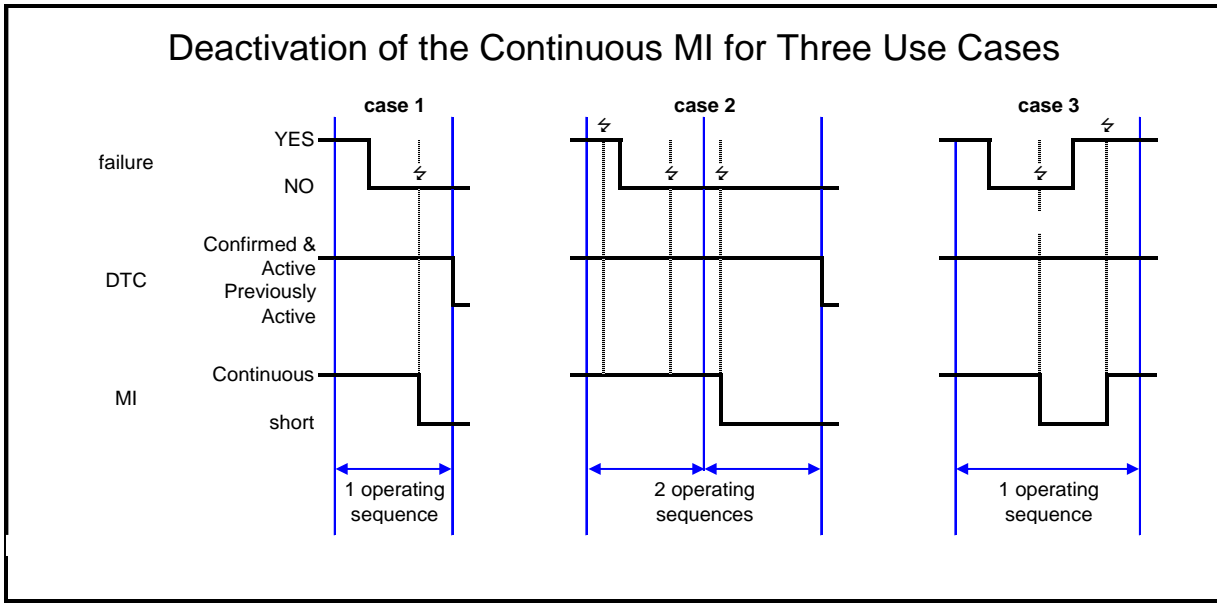 Deactivation of the Continuous MI for Three Use Cases
case 1
case 2
case 3
failure
YES
NO
DTC
Confirmed &
Active
Previously
Active
MI
Continuous
short
1 operating
sequence
2 operating
sequences
1 operating
sequence